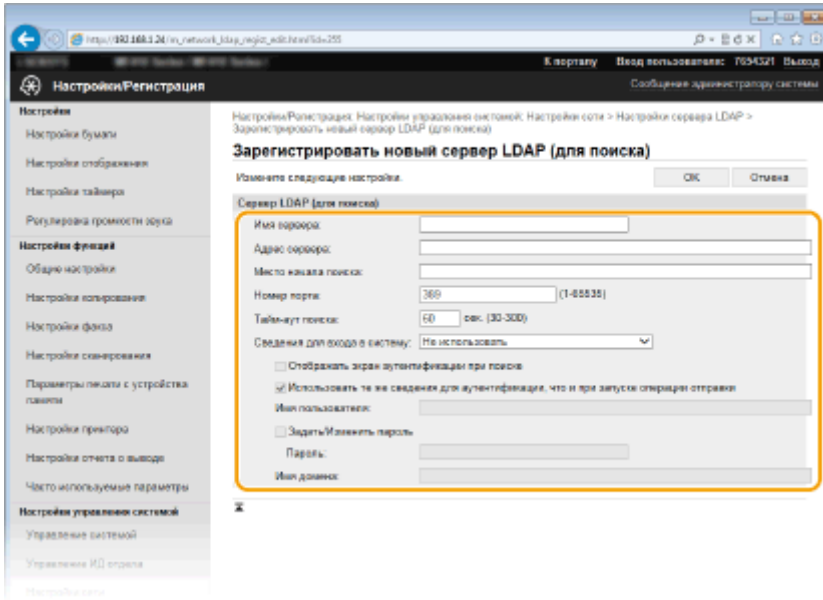 http://192.168.1.24/m_network_ldap_regist_edit.html?id=255
К порталу Вход пользователя: 7654321 Выход
Настройки/Регистрация
Сообщение администратору системы
Настройки
Настройки бумаги
Настройки отображения
Настройки таймера
Регулировка громкости звука
Настройки функций
Общие настройки
Настройки копирования
Настройки факса
Настройки сканирования
Параметры печати с устройства
памяти
Настройки принтера
Настройки отчета о выводе
Часто используемые параметры
Настройки управления системой
Управление системой
Управление ИД отдела
Настройки сети
Настройки/Регистрация: Настройки управления системой: Настройки сети > Настройки сервера LDAP >
Зарегистрировать новый сервер LDAP (для поиска)
Зарегистрировать новый сервер LDAP (для поиска)
Измените следующие настройки.
OK Отмена
Сервер LDAP (для поиска)
Имя сервера:
Адрес сервера:
Место начала поиска:
Номер порта: 389 (1-65535)
Тайм-аут поиска: 60 сек. (30-300)
Сведения для входа в систему: Не использовать
Отображать экран аутентификации при поиске
Использовать те же сведения для аутентификации, что и при запуске операции отправки
Имя пользователя:
Задать/Изменить пароль
Пароль:
Имя домена: